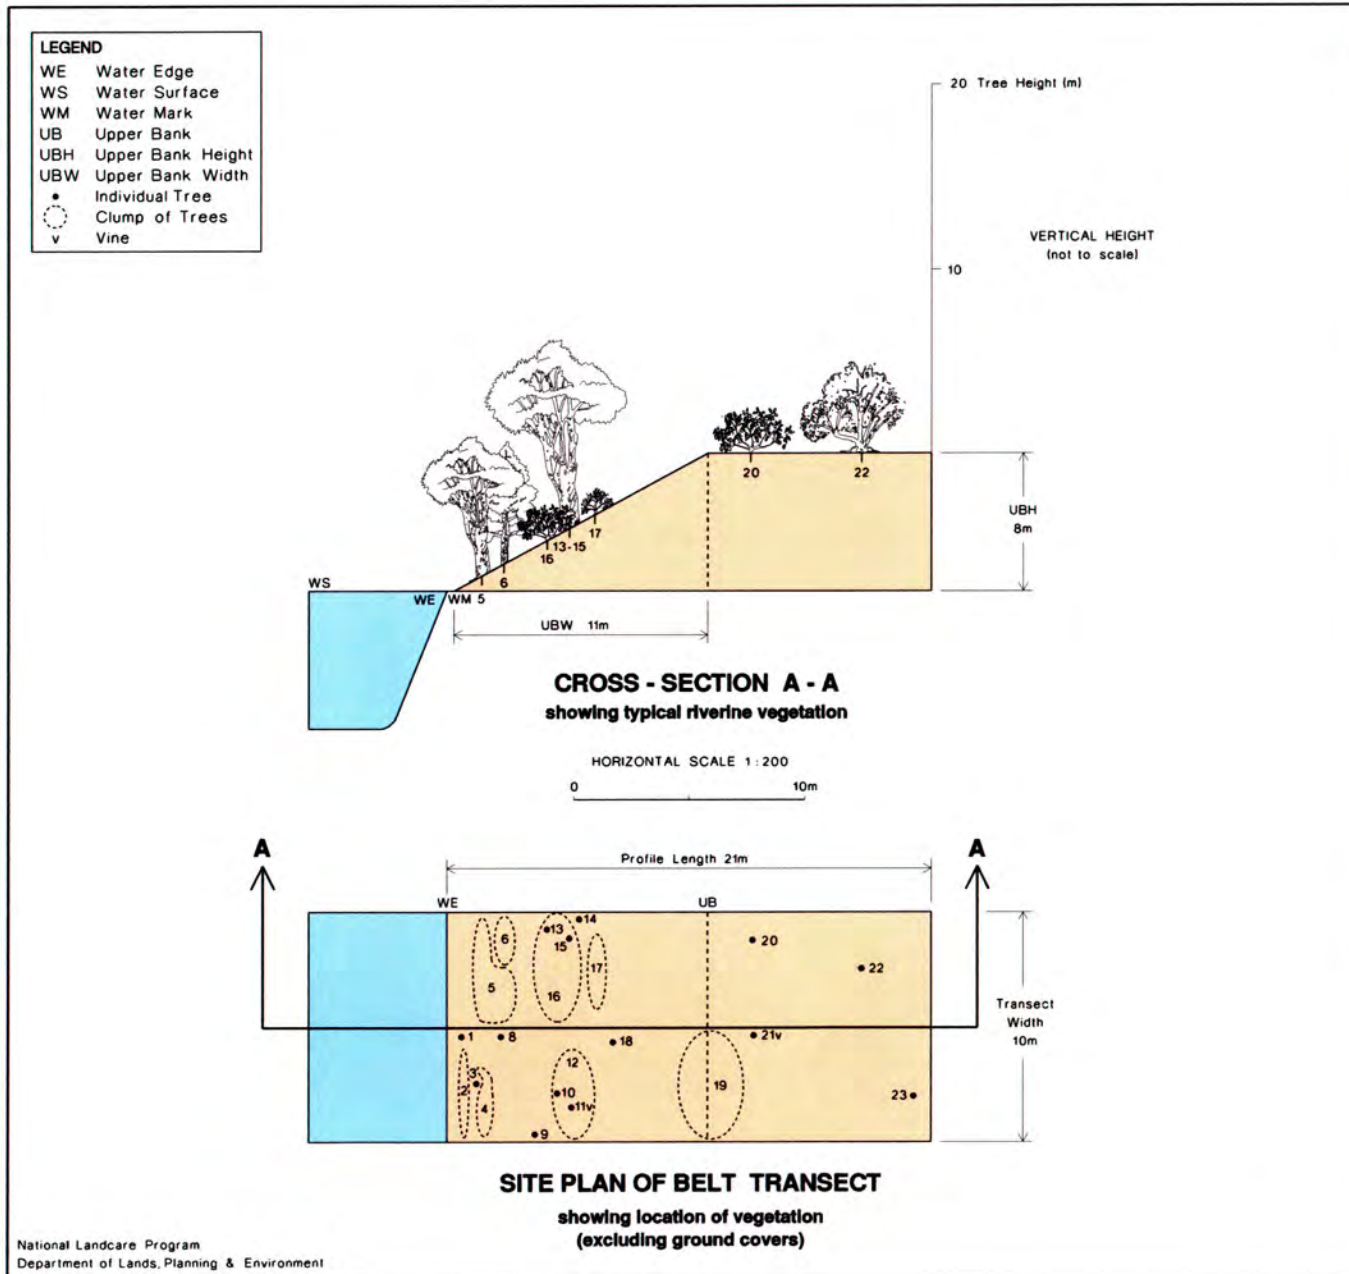 LEGEND
WE Water Edge
WS Water Surface
WM Water Mark
UB Upper Bank
UBH Upper Bank Height
UBW Upper Bank Width
Individual Tree
Clump of Trees
v Vine
20 Tree Height (m)
VERTICAL HEIGHT
(not to scale)
10
20
22
17
13-15
16
6
UBH
8m
WS
WE WM 5
UBW 11m
CROSS - SECTION A - A
showing typical riverine vegetation
HORIZONTAL SCALE 1 : 200
0 10m
A A
Profile Length 21m
WE UB
14
13
6
15
20
17
22
5
16
Transect
Width
10m
1
8
18
21v
12
3
2
10
19
4
11v
23
9
SITE PLAN OF BELT TRANSECT
showing location of vegetation
(excluding ground covers)
National Landcare Program
Department of Lands, Planning & Environment